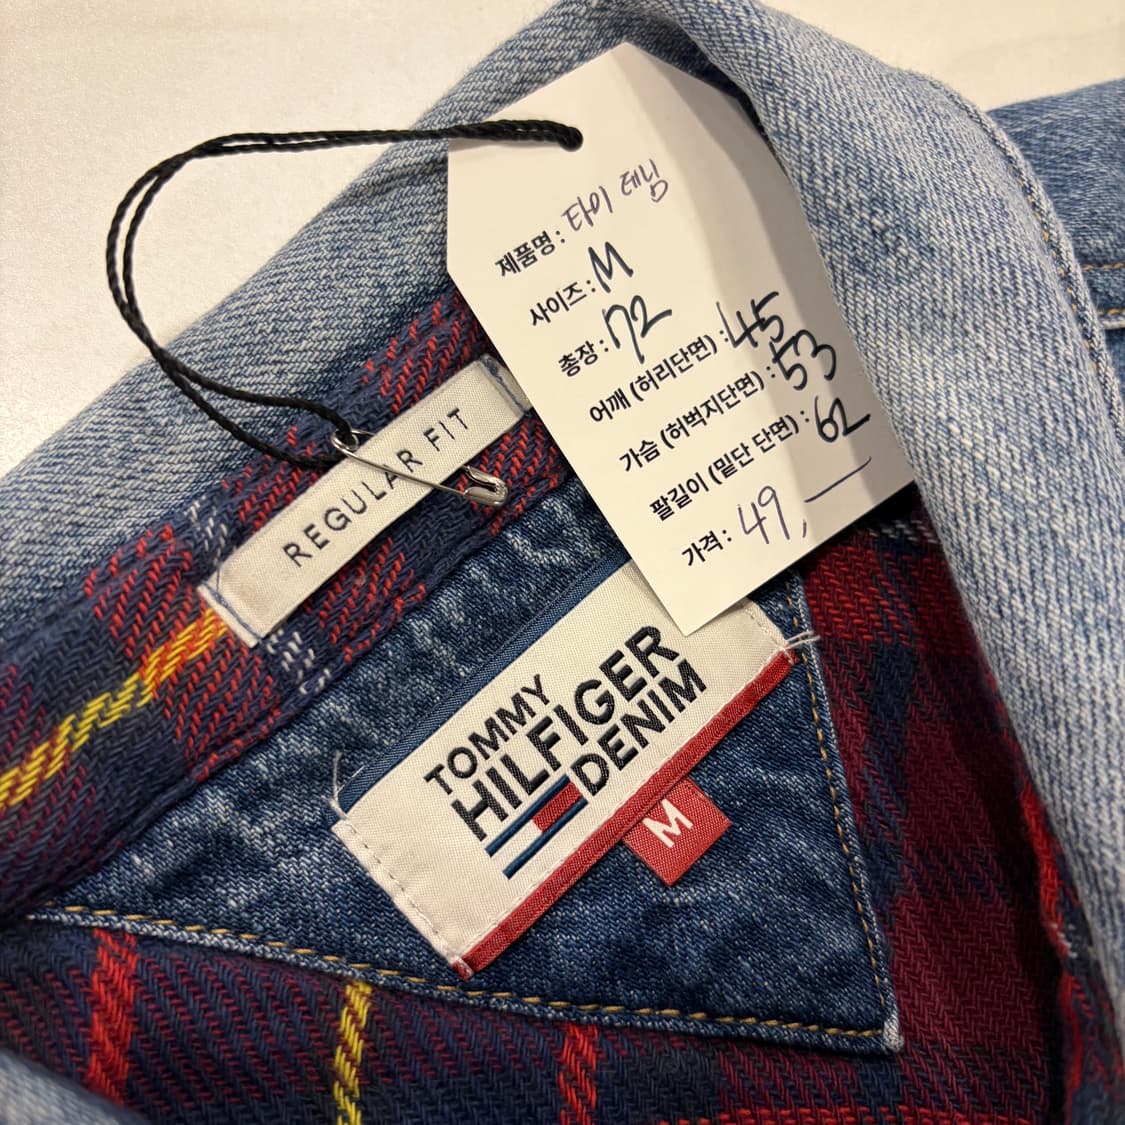 제품명 : 타이 데님
사이즈 : M
총장 : 72
어깨 (허리단면) : 45
가슴 (허벅지단면) : 53
팔길이 (밑단 단면) : 62
가격 : 49,—
REGULAR FIT
TOMMY
HILFIGER
DENIM
M